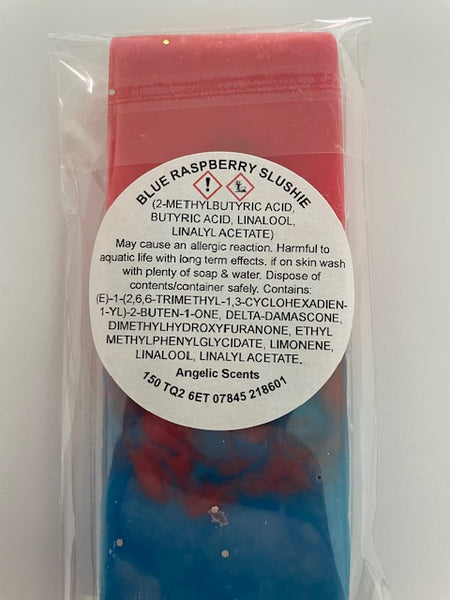 BLUE RASPBERRY SLUSHIE
(2-METHYLBUTYRIC ACID,
BUTYRIC ACID, LINALOOL,
LINALYL ACETATE)
May cause an allergic reaction. Harmful to
aquatic life with long term effects. if on skin wash
with plenty of soap & water. Dispose of
contents/container safely. Contains:
(E)-1-(2,6,6-TRIMETHYL-1,3-CYCLOHEXADIEN-
1-YL)-2-BUTEN-1-ONE, DELTA-DAMASCONE,
DIMETHYLHYDROXYFURANONE, ETHYL
METHYLPHENYLGLYCIDATE, LIMONENE,
LINALOOL, LINALYL ACETATE.
Angelic Scents
150 TQ2 6ET 07845 218601